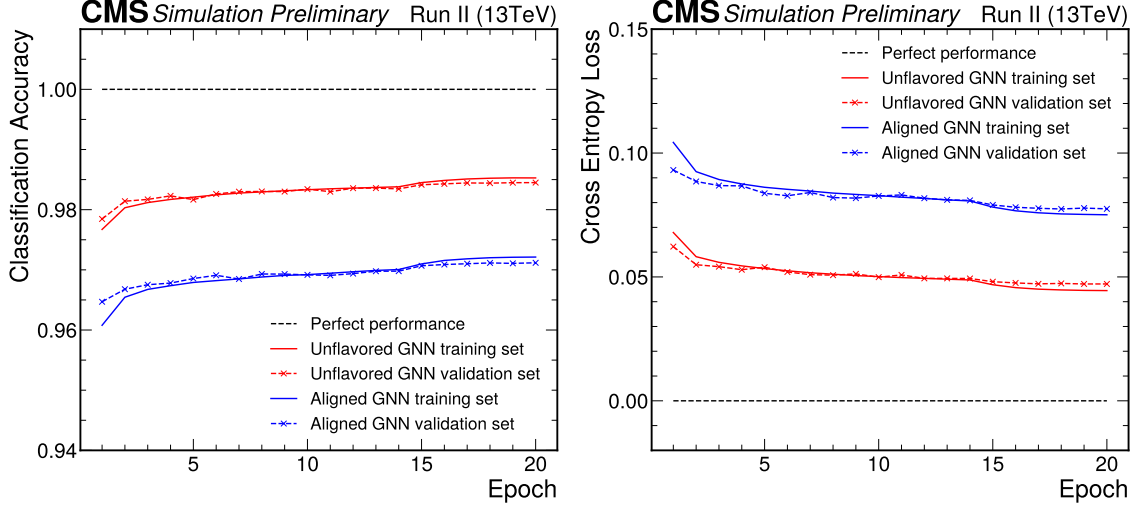 CMS Simulation Preliminary Run II (13TeV)
Classification Accuracy
1.00
0.98
0.96
0.94
Perfect performance
Unflavored GNN training set
Unflavored GNN validation set
Aligned GNN training set
Aligned GNN validation set
5 10 15 20
Epoch
CMS Simulation Preliminary Run II (13TeV)
Cross Entropy Loss
0.15
0.10
0.05
0.00
Perfect performance
Unflavored GNN training set
Unflavored GNN validation set
Aligned GNN training set
Aligned GNN validation set
5 10 15 20
Epoch